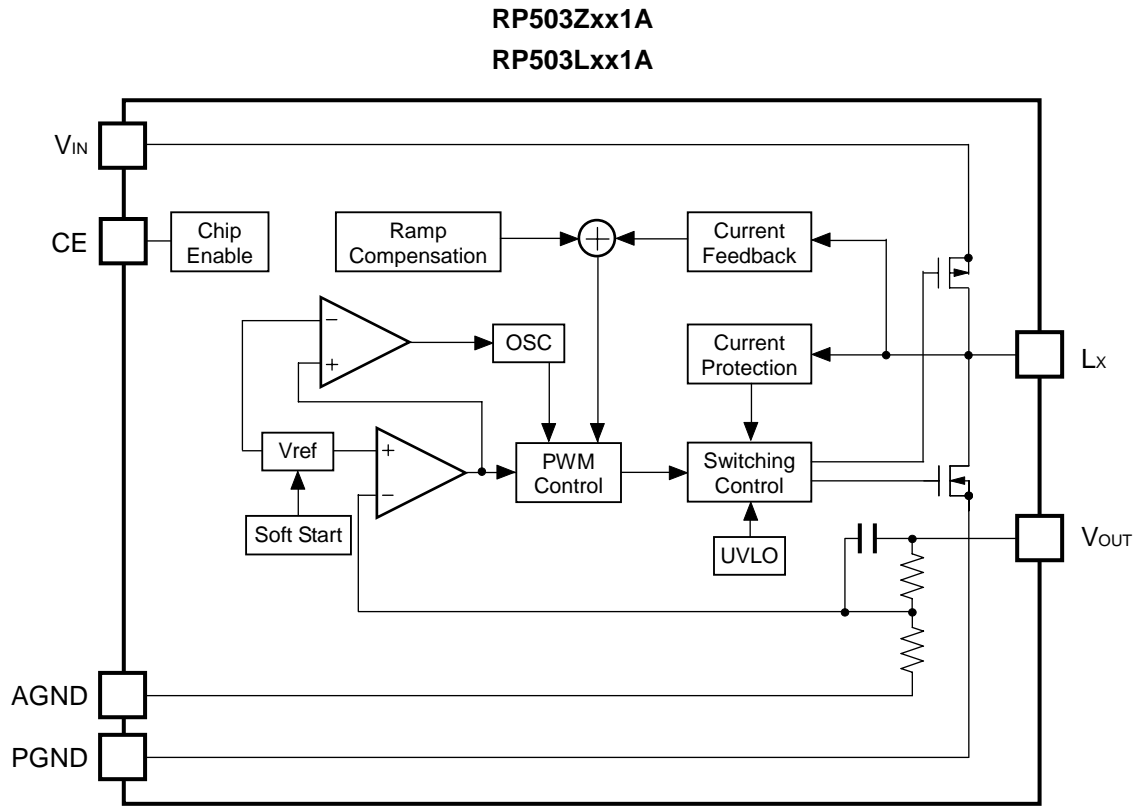 RP503Zxx1A
RP503Lxx1A
VIN
CE
Chip
Enable
Ramp
Compensation
+
Current
Feedback
−
+
OSC
Current
Protection
LX
Vref
+
−
PWM
Control
Switching
Control
Soft Start
UVLO
VOUT
AGND
PGND